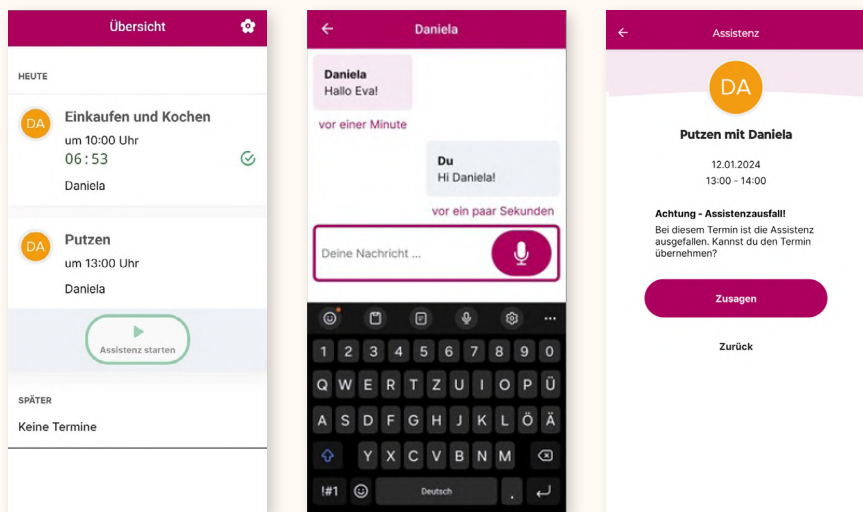 Übersicht
HEUTE
DA
Einkaufen und Kochen
um 10:00 Uhr
06:53
Daniela
DA
Putzen
um 13:00 Uhr
Daniela
Assistenz starten
SPÄTER
Keine Termine
Daniela
Daniela
Hallo Eva!
vor einer Minute
Du
Hi Daniela!
vor ein paar Sekunden
Deine Nachricht ...
1 2 3 4 5 6 7 8 9 0
Q W E R T Z U I O P Ü
A S D F G H J K L Ö Ä
Y X C V B N M
!#1 Deutsch .
Assistenz
DA
Putzen mit Daniela
12.01.2024
13:00 - 14:00
Achtung - Assistenzausfall!
Bei diesem Termin ist die Assistenz
ausgefallen. Kannst du den Termin
übernehmen?
Zusagen
Zurück